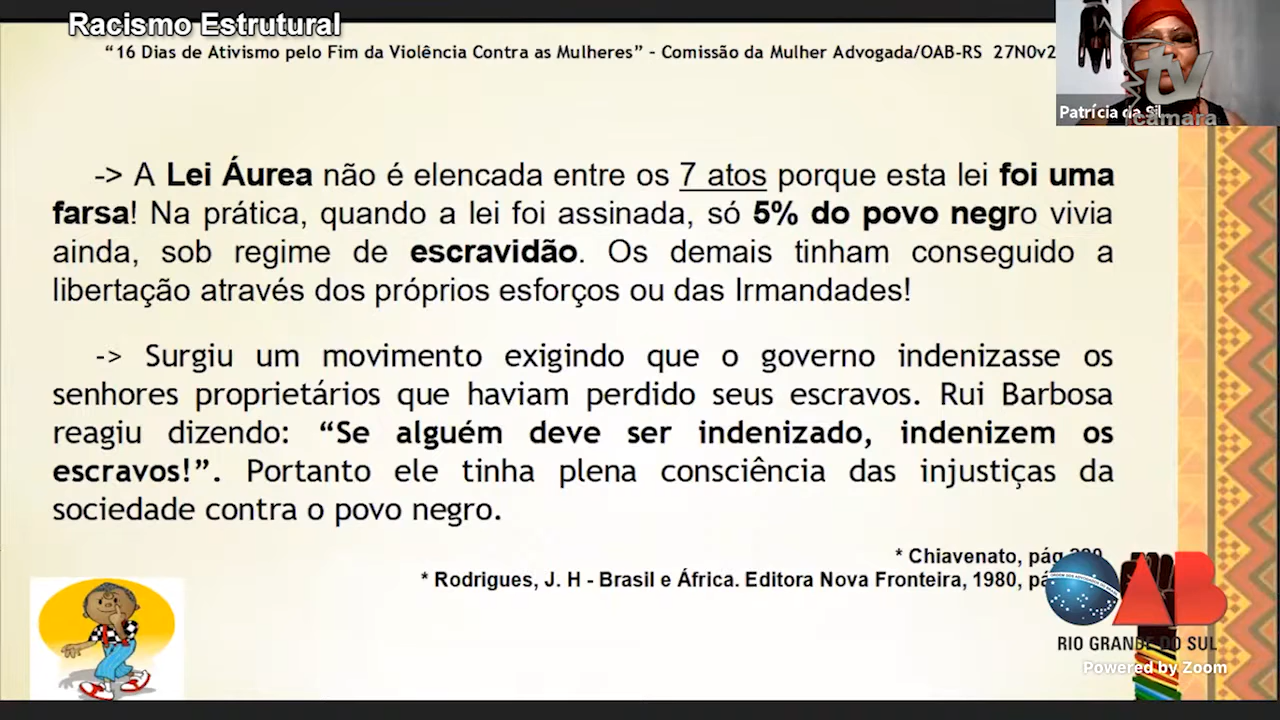 Racismo Estrutural
“16 Dias de Ativismo pelo Fim da Violência Contra as Mulheres” – Comissão da Mulher Advogada/OAB-RS 27N0v2
Patrícia da Sil
tv
câmara
-> A Lei Áurea não é elencada entre os 7 atos porque esta lei foi uma
farsa! Na prática, quando a lei foi assinada, só 5% do povo negro vivia
ainda, sob regime de escravidão. Os demais tinham conseguido a
libertação através dos próprios esforços ou das Irmandades!
-> Surgiu um movimento exigindo que o governo indenizasse os
senhores proprietários que haviam perdido seus escravos. Rui Barbosa
reagiu dizendo: “Se alguém deve ser indenizado, indenizem os
escravos!”. Portanto ele tinha plena consciência das injustiças da
sociedade contra o povo negro.
* Chiavenato, pág
* Rodrigues, J. H - Brasil e África. Editora Nova Fronteira, 1980,
OAB
RIO GRANDE DO SUL
Powered by Zoom